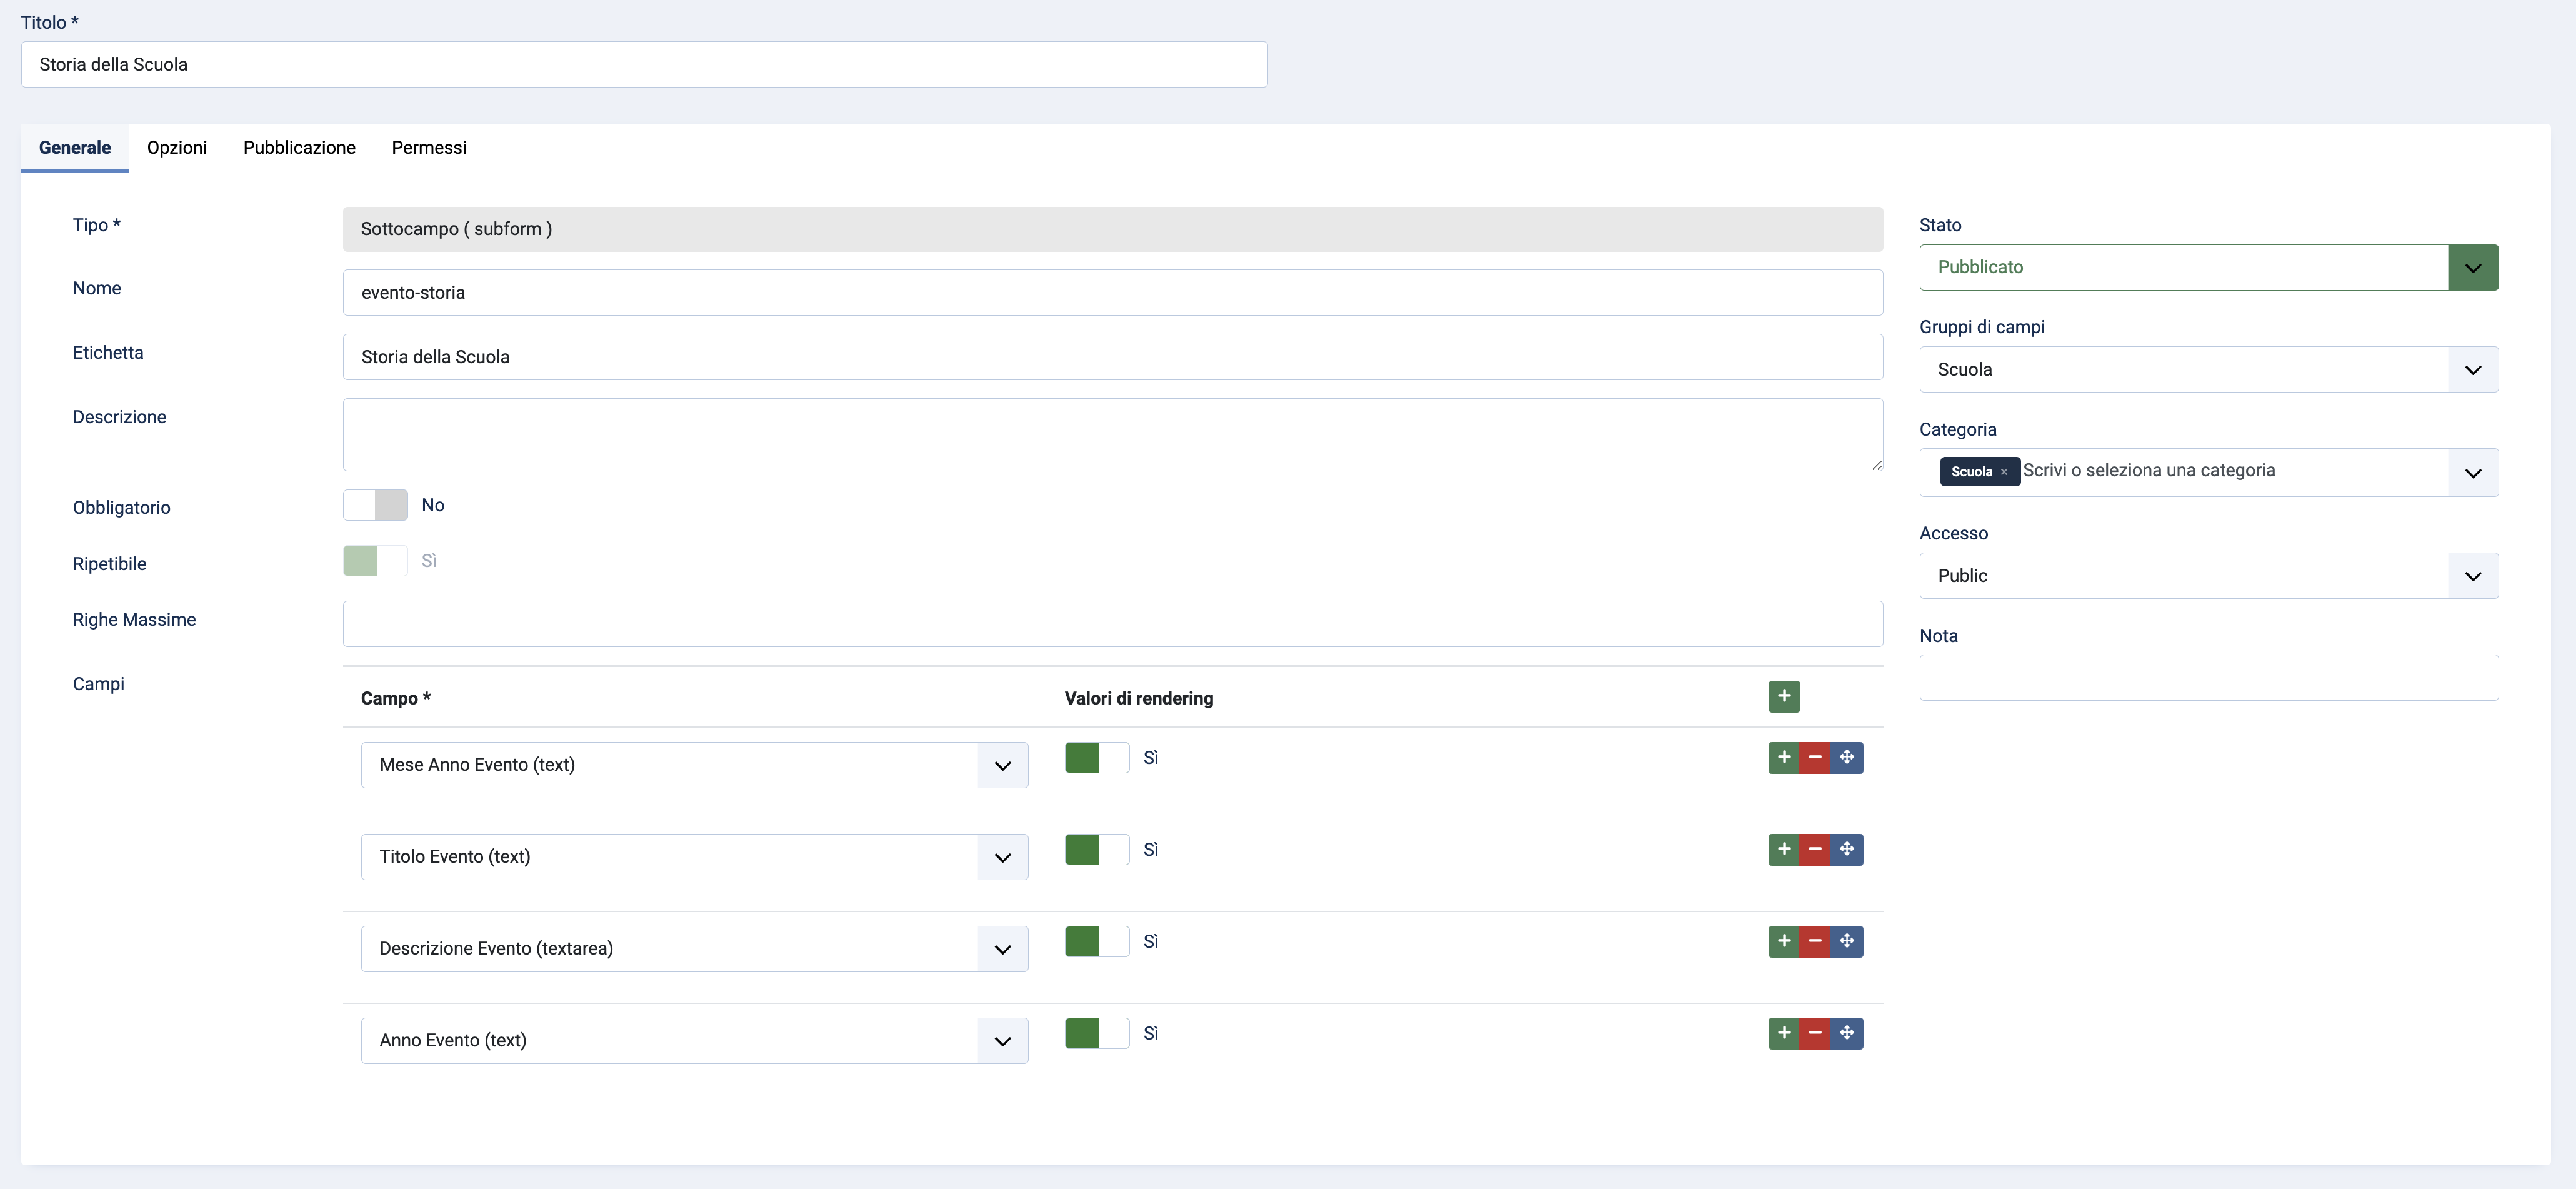 Titolo *
Storia della Scuola
Generale Opzioni Pubblicazione Permessi
Tipo * Sottocampo ( subform )
Nome evento-storia
Etichetta Storia della Scuola
Descrizione
Obbligatorio No
Ripetibile Sì
Righe Massime
Campi
Campo * Valori di rendering
Mese Anno Evento (text) Sì
Titolo Evento (text) Sì
Descrizione Evento (textarea) Sì
Anno Evento (text) Sì
Stato
Pubblicato
Gruppi di campi
Scuola
Categoria
Scuola × Scrivi o seleziona una categoria
Accesso
Public
Nota